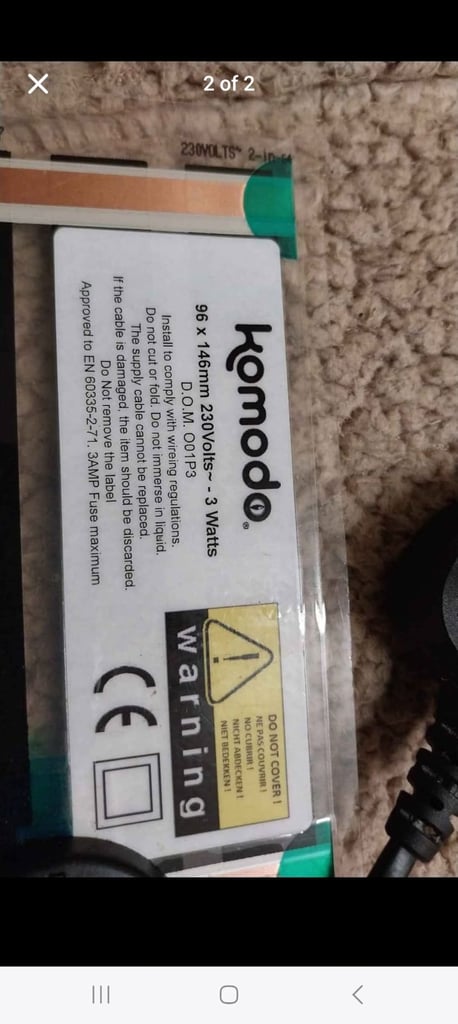 2 of 2
230VOLTS~
komodo
96 x 146mm 230Volts~ - 3 Watts
D.O.M. O01P3
Install to comply with wireing regulations.
Do not cut or fold. Do not immerse in liquid.
The supply cable cannot be replaced.
If the cable is damaged, the item should be discarded.
Do Not remove the label
Approved to EN 60335-2-71. 3AMP Fuse maximum
DO NOT COVER !
NE PAS COUVRIR !
NO CUBRIR !
NICHT ABDECKEN !
NIET BEDEKKEN !
Warning
CE